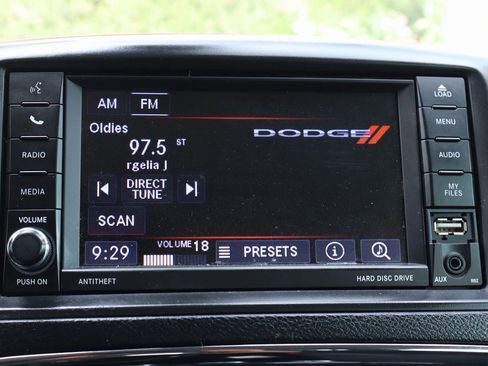 AM FM
LOAD
Oldies
DODGE
MENU
97.5 ST
RADIO
rgelia J
AUDIO
DIRECT
TUNE
MEDIA
MY
FILES
SCAN
VOLUME
9:29
VOLUME 18
PRESETS
PUSH ON
ANTITHEFT
HARD DISC DRIVE
AUX